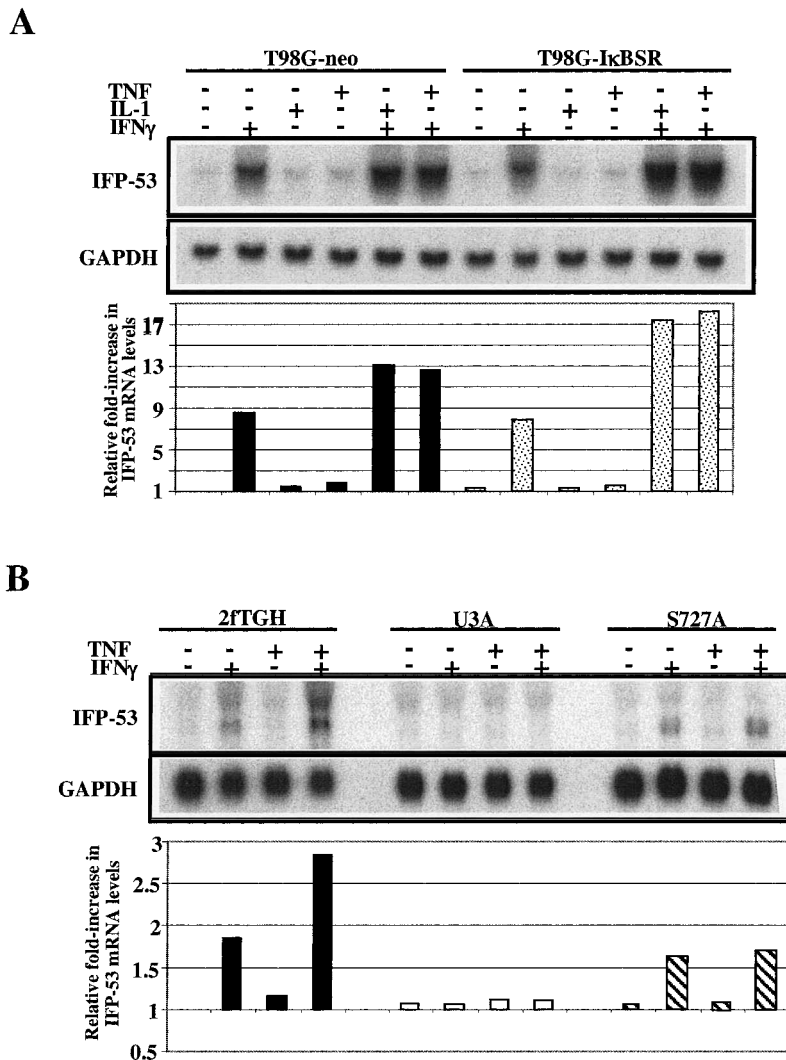 A
T98G-neo T98G-IκBSR
TNF - - - + - + - - - + - +
IL-1 - - + - + - - - + - + -
IFNγ - + - - + + - + - - + +
IFP-53
GAPDH
Relative fold-increase in
IFP-53 mRNA levels
17
13
9
5
1
B
2fTGH U3A S727A
TNF - - + + - - + + - - + +
IFNγ - + - + - + - + - + - +
IFP-53
GAPDH
Relative fold-increase in
IFP-53 mRNA levels
3
2.5
2
1.5
1
0.5